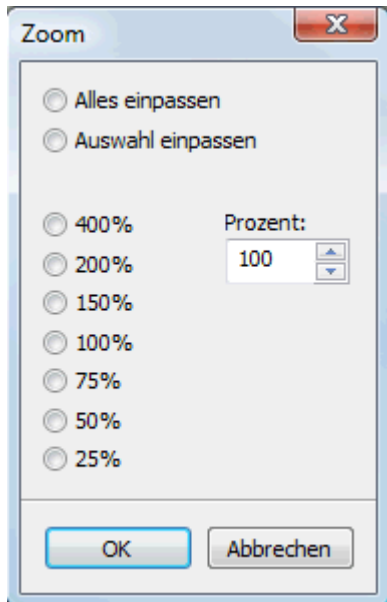 Zoom
Alles einpassen
Auswahl einpassen
400% Prozent:
200% 100
150%
100%
75%
50%
25%
OK Abbrechen